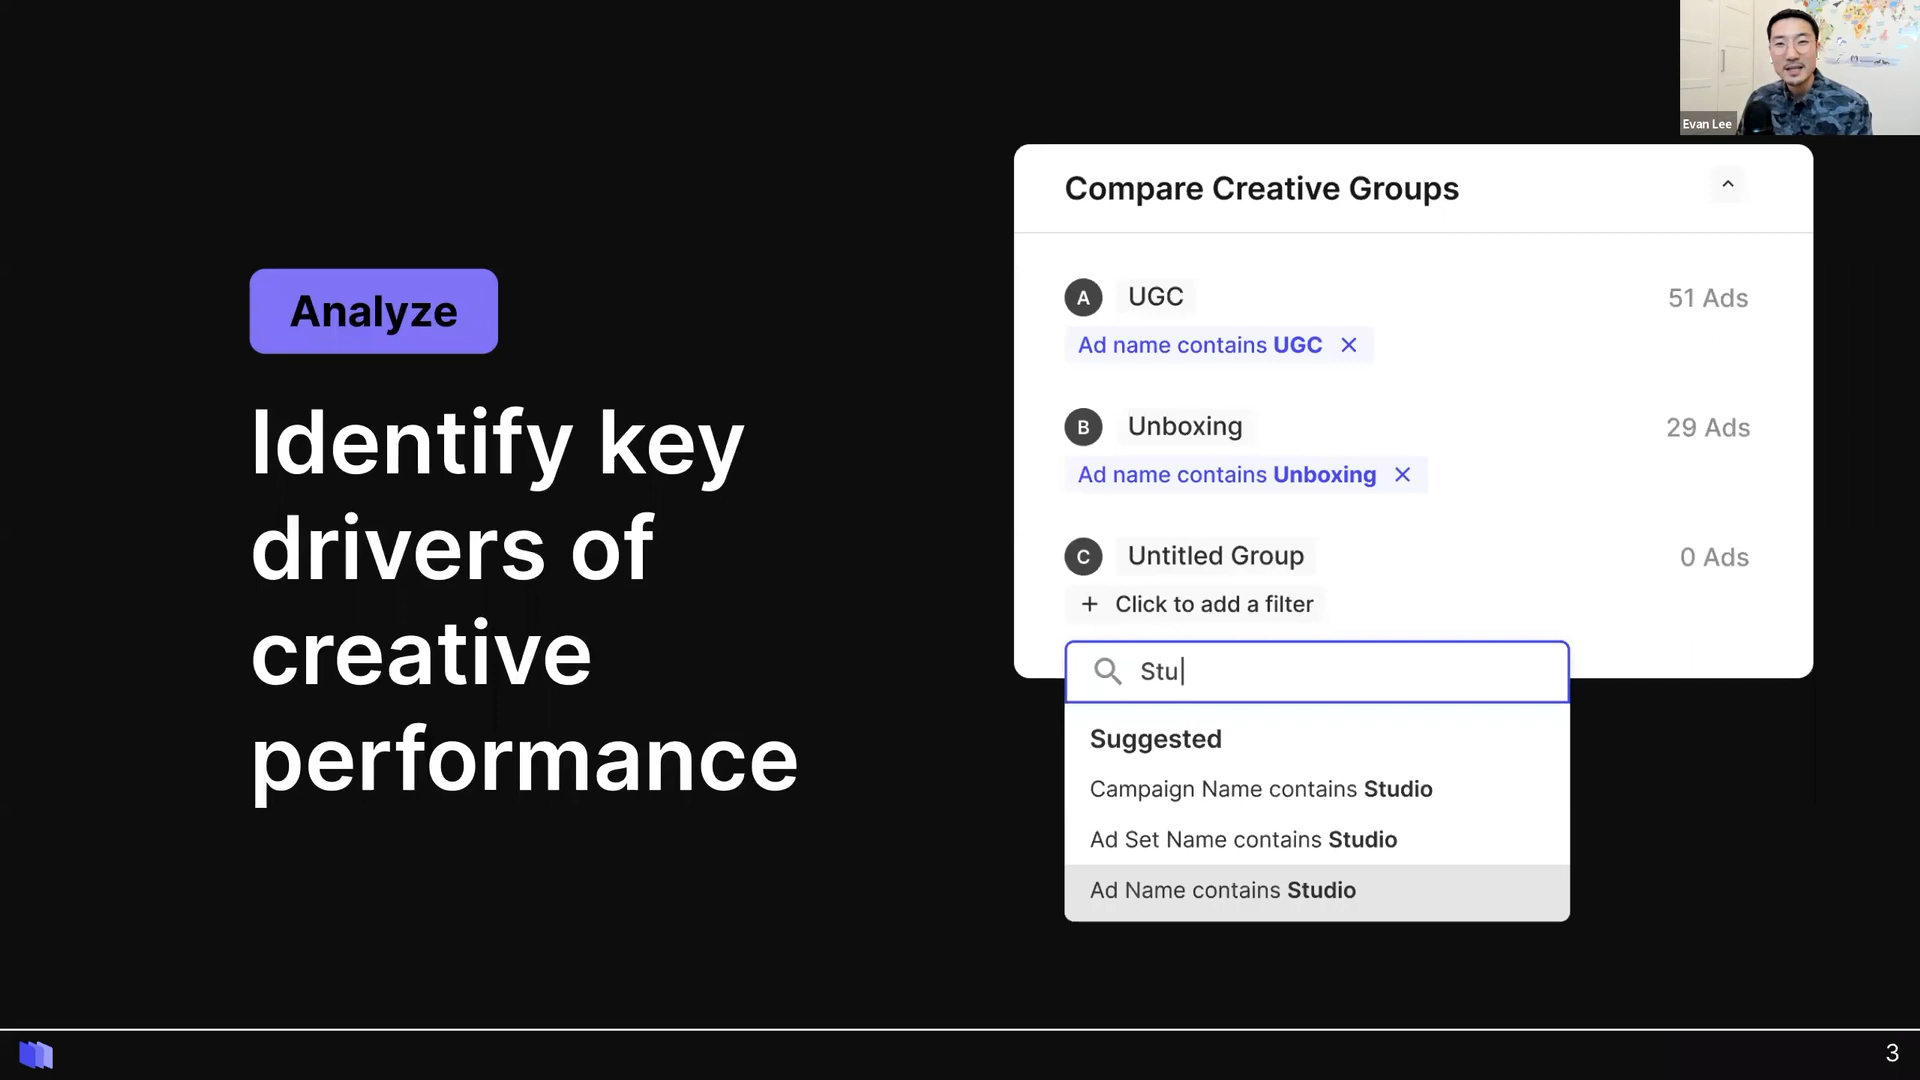 Evan Lee
Analyze
Identify key
drivers of
creative
performance
Compare Creative Groups
A UGC 51 Ads
Ad name contains UGC ×
B Unboxing 29 Ads
Ad name contains Unboxing ×
C Untitled Group 0 Ads
+ Click to add a filter
Stu
Suggested
Campaign Name contains Studio
Ad Set Name contains Studio
Ad Name contains Studio
3